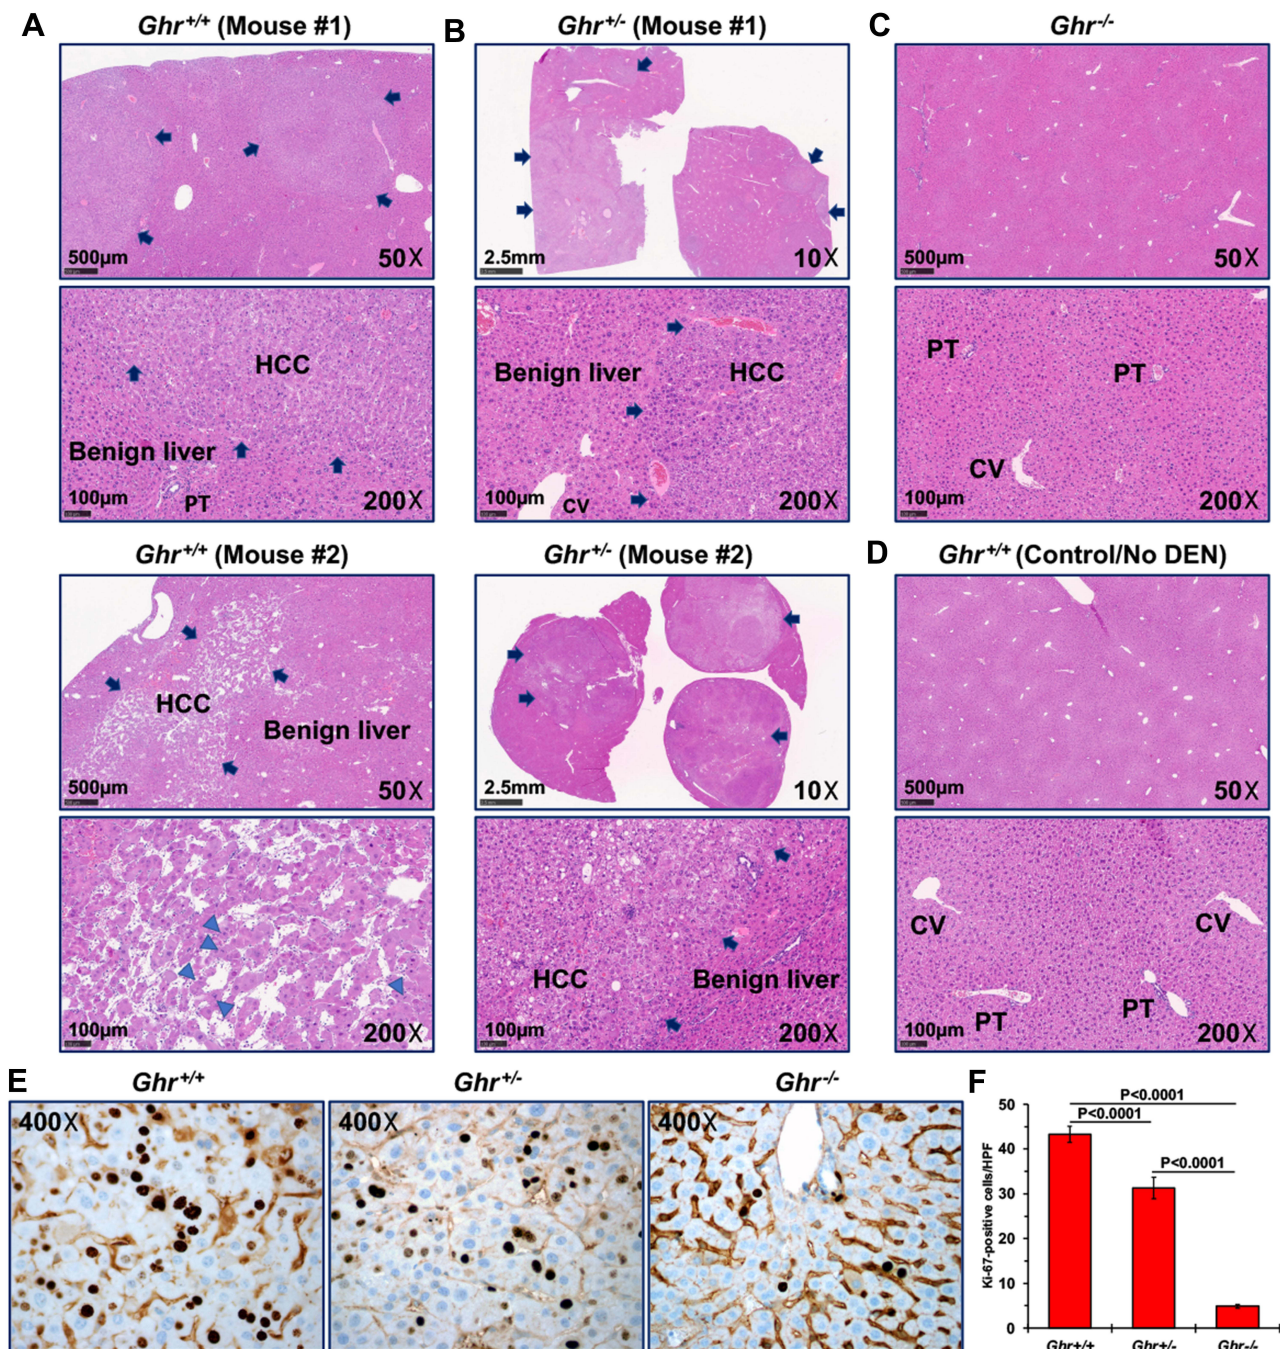 A
Ghr+/+ (Mouse #1)
B
Ghr+/- (Mouse #1)
C
Ghr-/-
500µm
50X
2.5mm
10X
500µm
50X
HCC
Benign liver
PT
100µm
200X
Benign liver
HCC
CV
100µm
200X
PT
PT
CV
100µm
200X
Ghr+/+ (Mouse #2)
Ghr+/- (Mouse #2)
D
Ghr+/+ (Control/No DEN)
HCC
Benign liver
500µm
50X
2.5mm
10X
500µm
50X
100µm
200X
HCC
Benign liver
100µm
200X
CV
CV
PT
PT
100µm
200X
E
Ghr+/+
Ghr+/-
Ghr-/-
400X
400X
400X
F
P<0.0001
P<0.0001
P<0.0001
Ki-67-positive cells/HPF
50
40
30
20
10
0
Ghr+/+
Ghr+/-
Ghr-/-